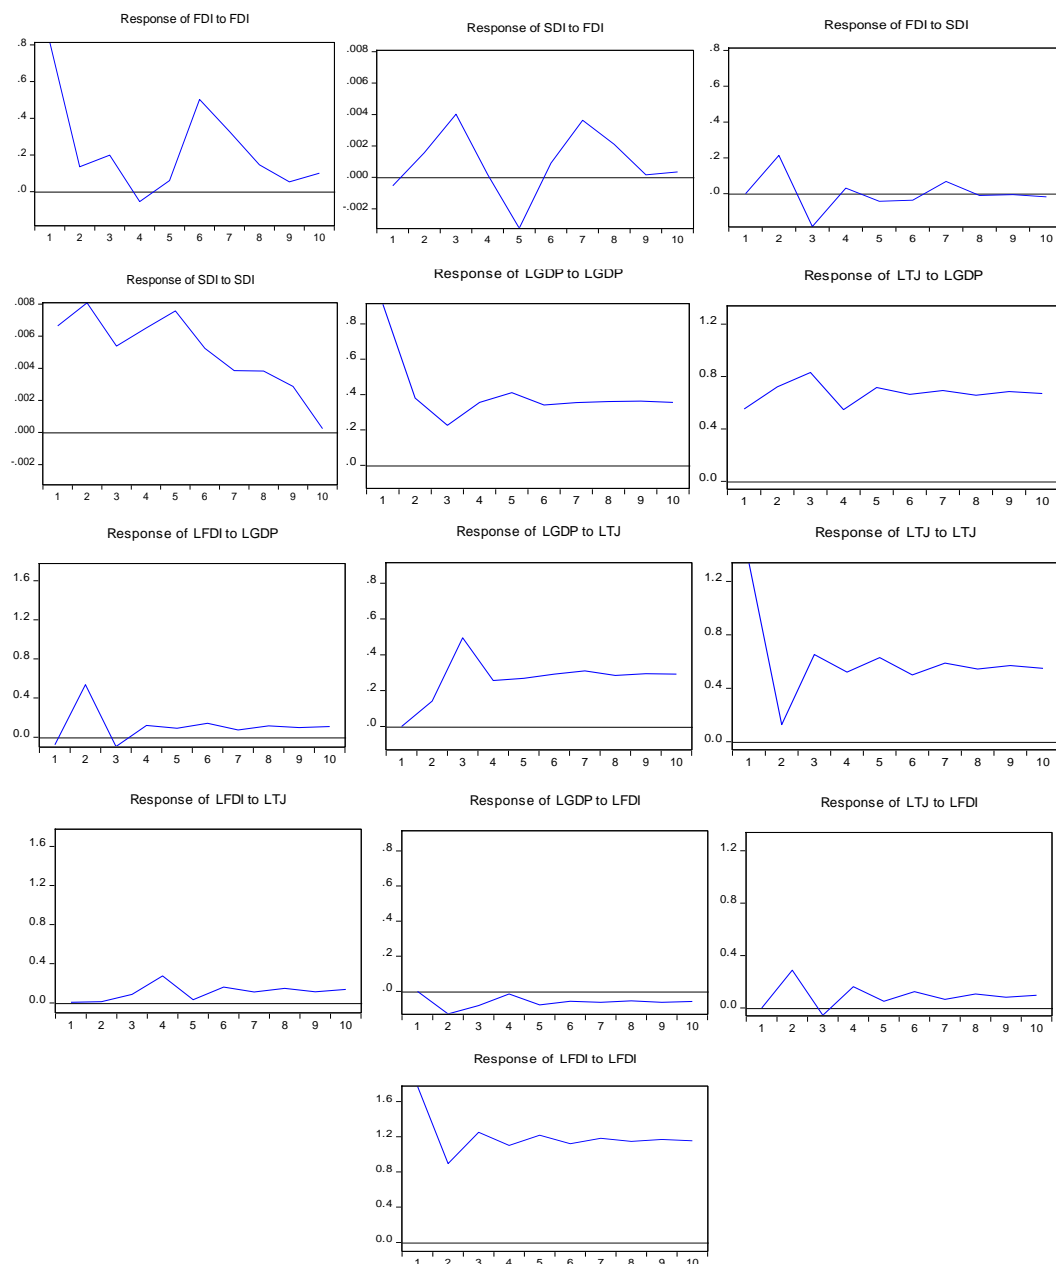 Response of FDI to FDI
.8
.6
.4
.2
.0
1 2 3 4 5 6 7 8 9 10
Response of SDI to FDI
.008
.006
.004
.002
.000
-.002
1 2 3 4 5 6 7 8 9 10
Response of FDI to SDI
.8
.6
.4
.2
.0
1 2 3 4 5 6 7 8 9 10
Response of SDI to SDI
.008
.006
.004
.002
.000
-.002
1 2 3 4 5 6 7 8 9 10
Response of LGDP to LGDP
.8
.6
.4
.2
.0
1 2 3 4 5 6 7 8 9 10
Response of LTJ to LGDP
1.2
0.8
0.4
0.0
1 2 3 4 5 6 7 8 9 10
Response of LFDI to LGDP
1.6
1.2
0.8
0.4
0.0
1 2 3 4 5 6 7 8 9 10
Response of LGDP to LTJ
.8
.6
.4
.2
.0
1 2 3 4 5 6 7 8 9 10
Response of LTJ to LTJ
1.2
0.8
0.4
0.0
1 2 3 4 5 6 7 8 9 10
Response of LFDI to LTJ
1.6
1.2
0.8
0.4
0.0
1 2 3 4 5 6 7 8 9 10
Response of LGDP to LFDI
.8
.6
.4
.2
.0
1 2 3 4 5 6 7 8 9 10
Response of LTJ to LFDI
1.2
0.8
0.4
0.0
1 2 3 4 5 6 7 8 9 10
Response of LFDI to LFDI
1.6
1.2
0.8
0.4
0.0
1 2 3 4 5 6 7 8 9 10